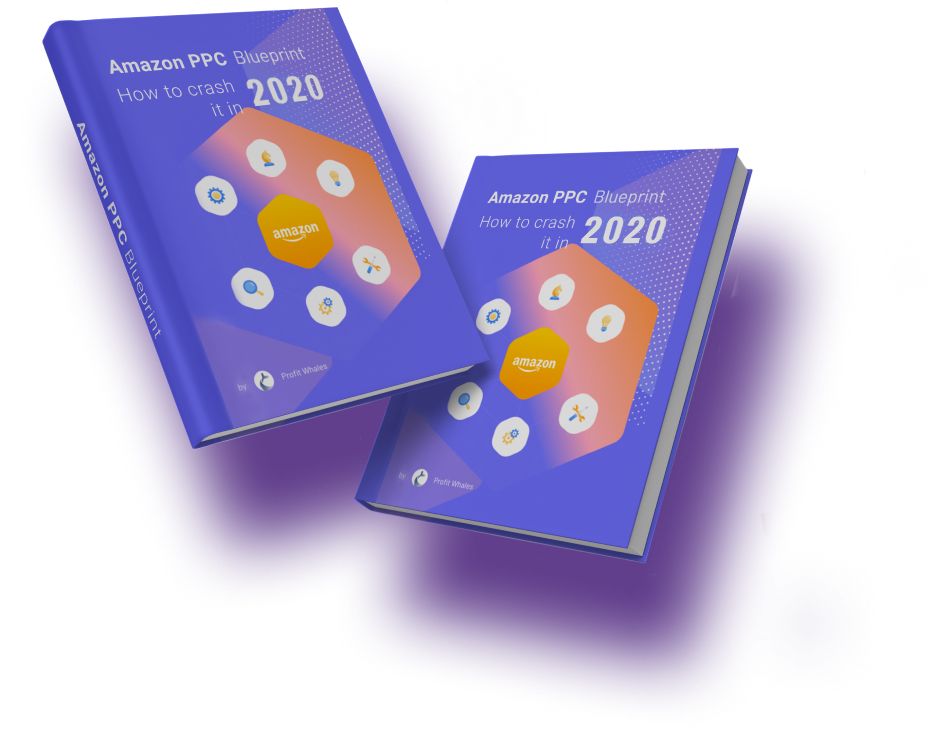 Amazon PPC Blueprint
How to crash
it in 2020
amazon
by Profit Whales
Amazon PPC Blueprint
Amazon PPC Blueprint
How to crash
it in 2020
amazon
by Profit Whales